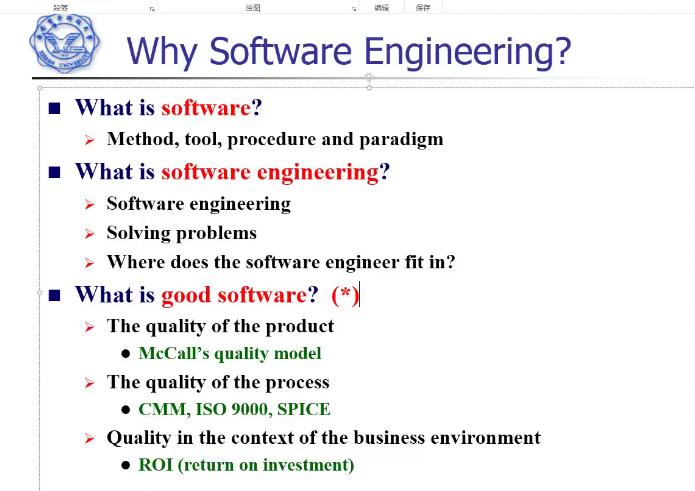 段落
绘图
编辑
保存
Why Software Engineering?
What is software?
Method, tool, procedure and paradigm
What is software engineering?
Software engineering
Solving problems
Where does the software engineer fit in?
What is good software? (*)
The quality of the product
McCall's quality model
The quality of the process
CMM, ISO 9000, SPICE
Quality in the context of the business environment
ROI (return on investment)